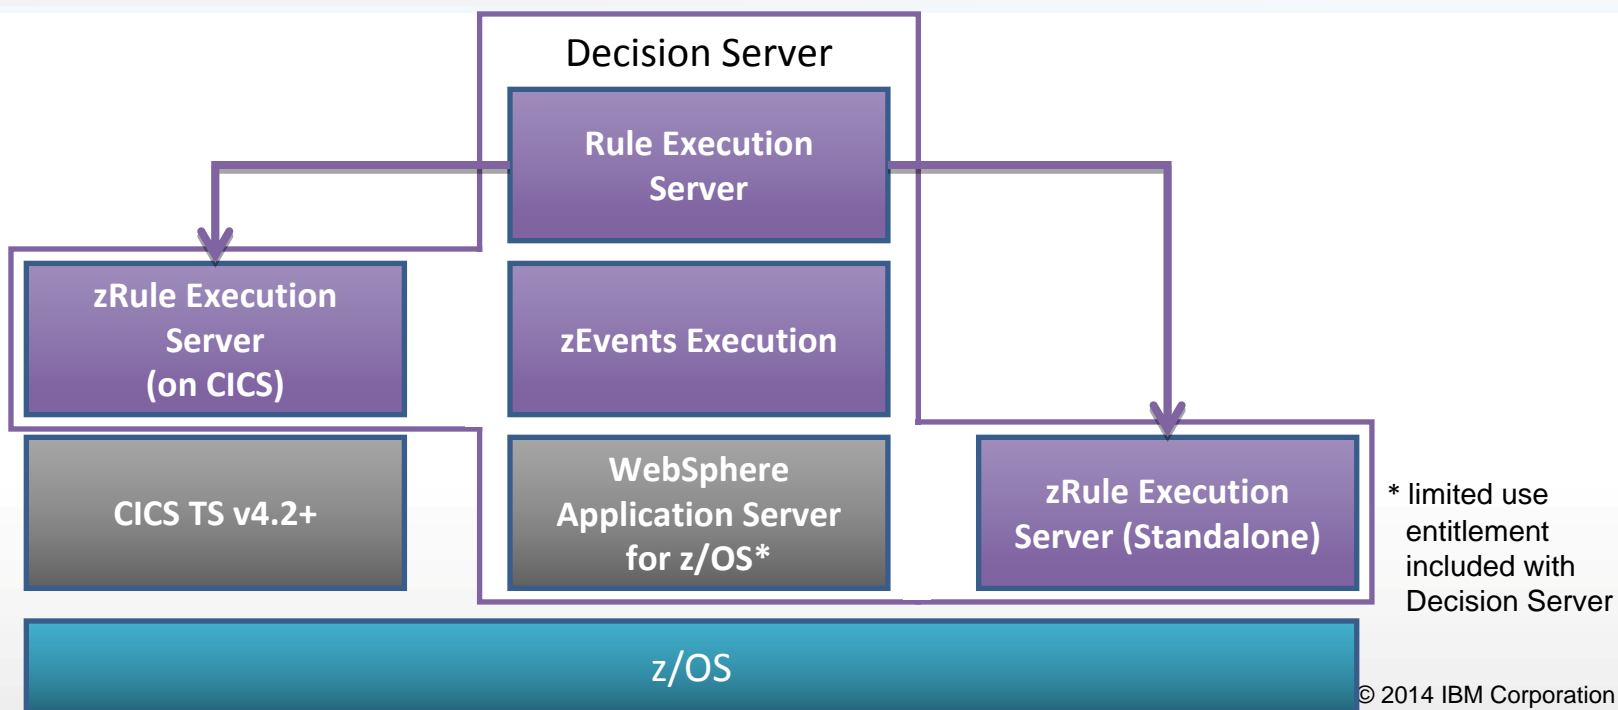 Decision Server
Rule Execution
Server
zRule Execution
Server
(on CICS)
zEvents Execution
CICS TS v4.2+
WebSphere
Application Server
for z/OS*
zRule Execution
Server (Standalone)
* limited use
entitlement
included with
Decision Server
z/OS
© 2014 IBM Corporation